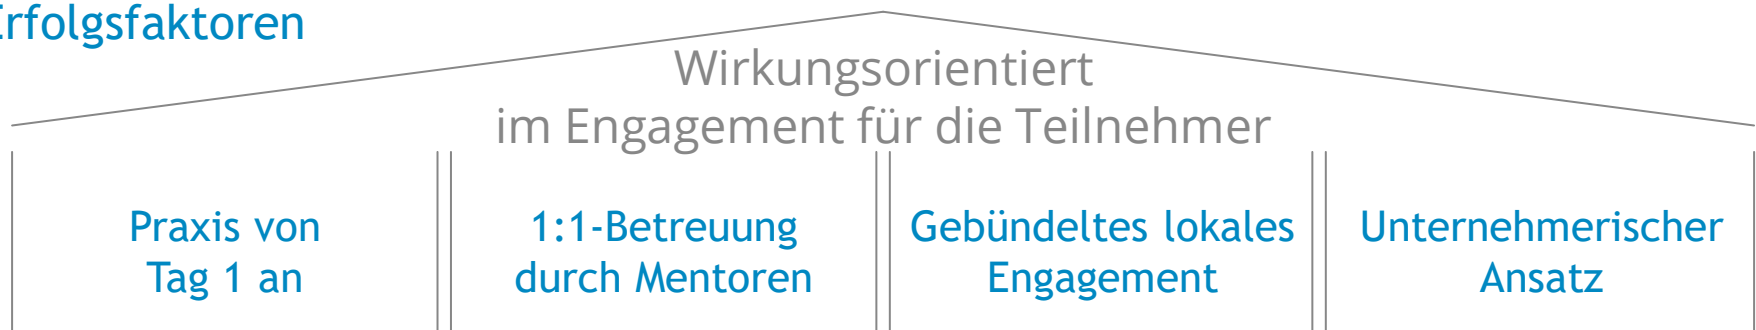 Erfolgsfaktoren
Wirkungsorientiert
im Engagement für die Teilnehmer
Praxis von
Tag 1 an
1:1-Betreuung
durch Mentoren
Gebündeltes lokales
Engagement
Unternehmerischer
Ansatz